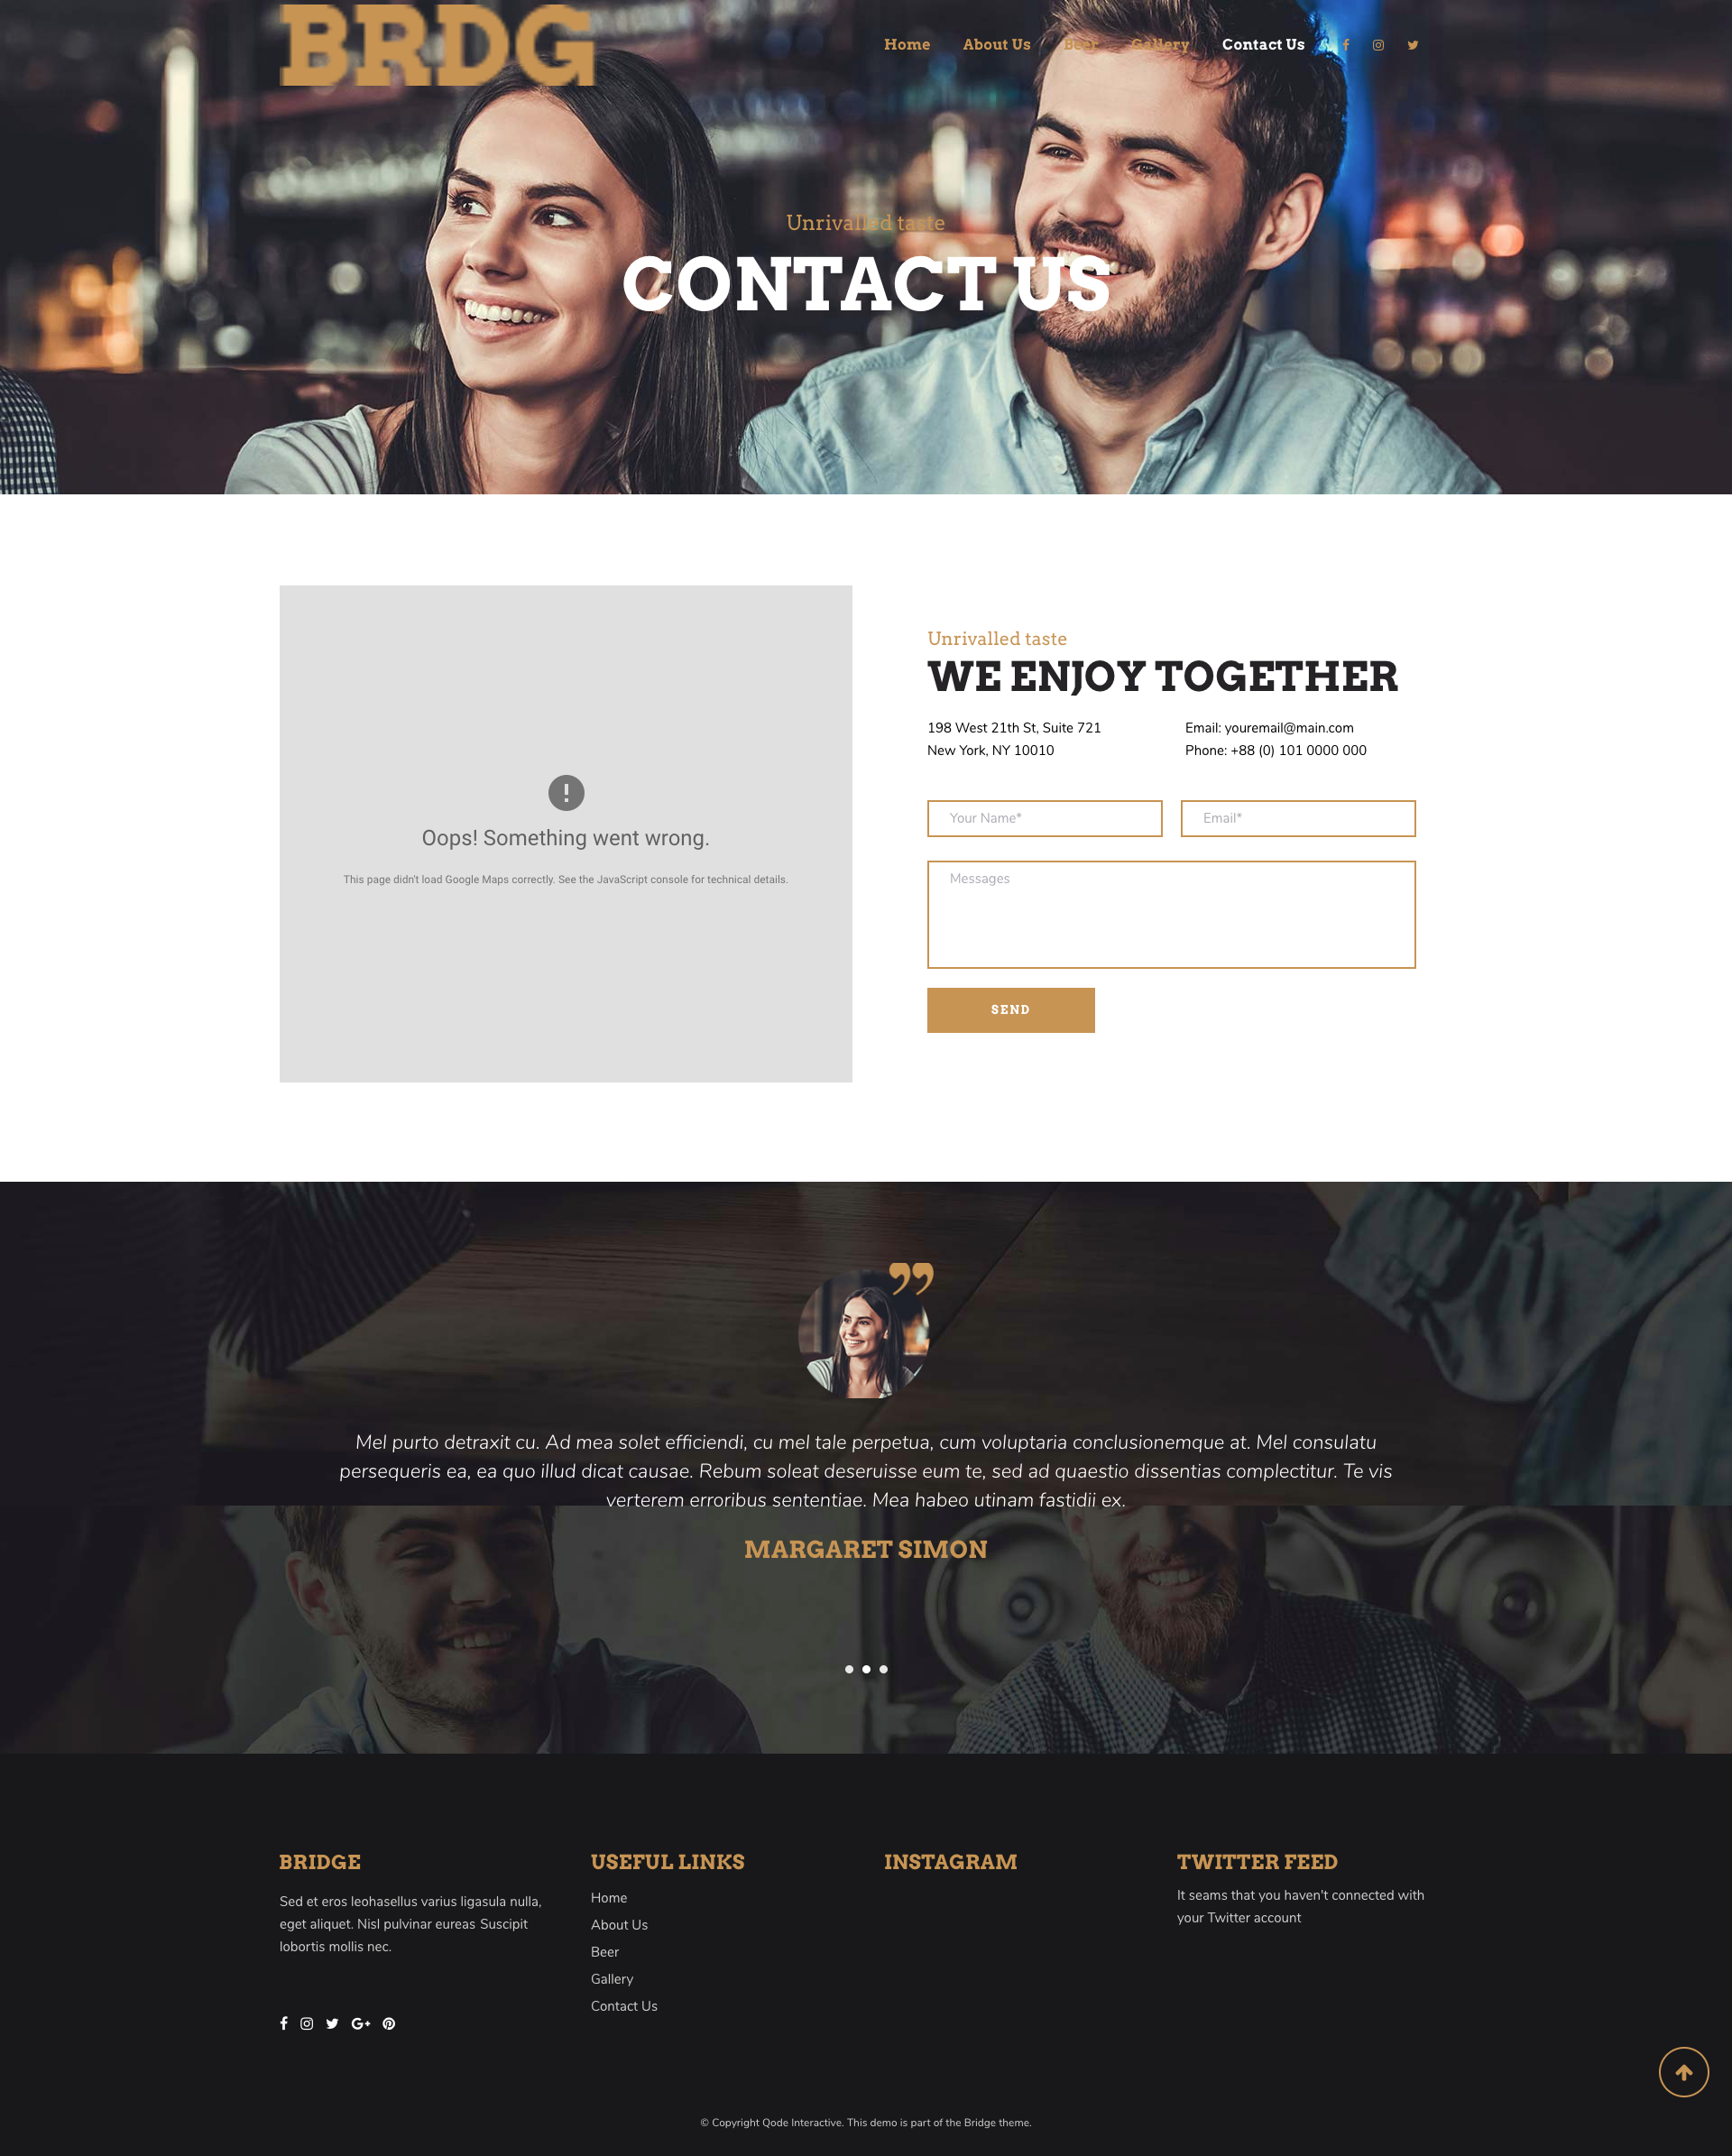 BRDG
Home About Us Beer Gallery Contact Us
Unrivalled taste
CONTACT US
Oops! Something went wrong.
This page didn't load Google Maps correctly. See the JavaScript console for technical details.
Unrivalled taste
WE ENJOY TOGETHER
198 West 21th St, Suite 721
New York, NY 10010
Email: youremail@main.com
Phone: +88 (0) 101 0000 000
Your Name*
Email*
Messages
SEND
Mel purto detraxit cu. Ad mea solet efficiendi, cu mel tale perpetua, cum voluptaria conclusionemque at. Mel consulatu
persequeris ea, ea quo illud dicat causae. Rebum soleat deseruisse eum te, sed ad quaestio dissentias complectitur. Te vis
verterem erroribus sententiae. Mea habeo utinam fastidii ex.
MARGARET SIMON
BRIDGE
Sed et eros leohasellus varius ligasula nulla,
eget aliquet. Nisl pulvinar eureas Suscipit
lobortis mollis nec.
USEFUL LINKS
Home
About Us
Beer
Gallery
Contact Us
INSTAGRAM
TWITTER FEED
It seams that you haven't connected with
your Twitter account
© Copyright Qode Interactive. This demo is part of the Bridge theme.